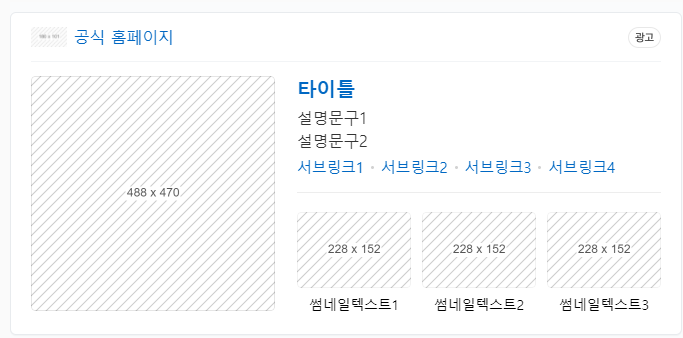 공식 홈페이지
광고
488 x 470
타이틀
설명문구1
설명문구2
서브링크1 • 서브링크2 • 서브링크3 • 서브링크4
228 x 152
228 x 152
228 x 152
썸네일텍스트1
썸네일텍스트2
썸네일텍스트3